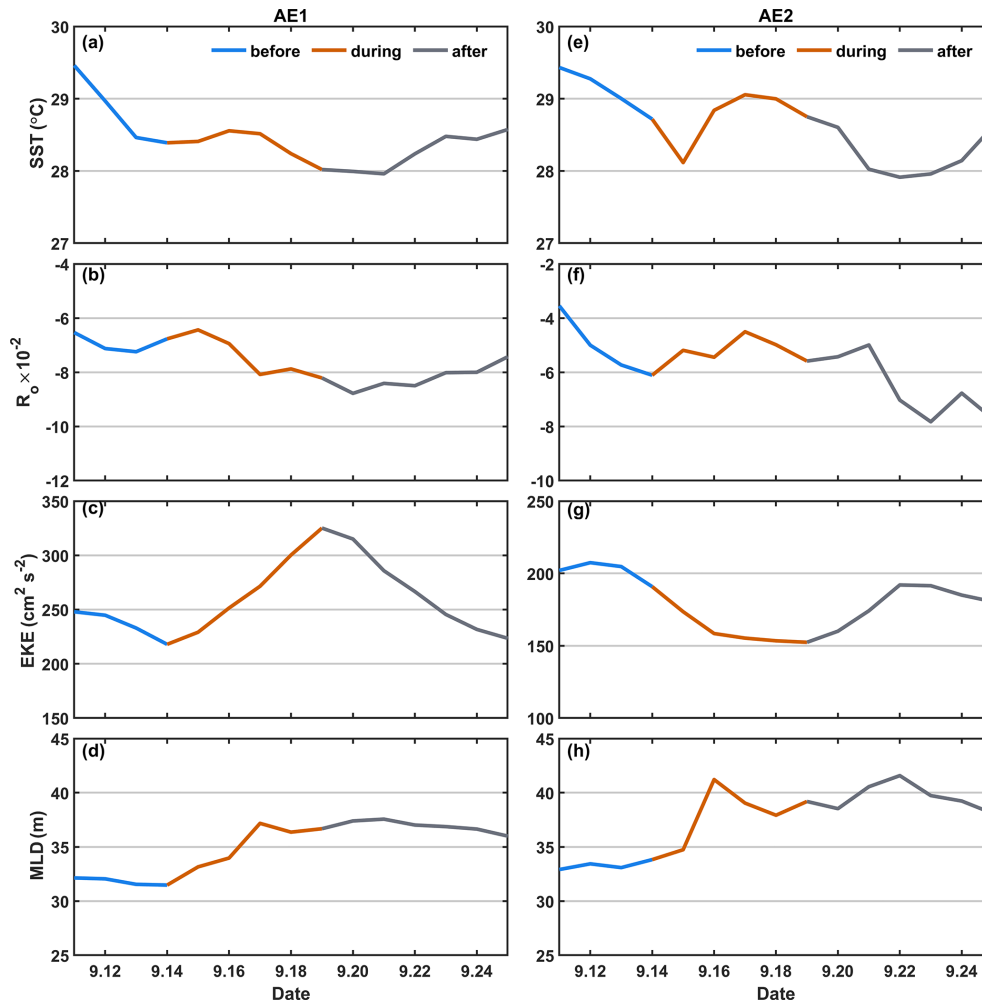 AE1
AE2
(a)
before during after
30
29
28
27
SST (°C)
(e)
before during after
30
29
28
27
(b)
-4
-6
-8
-10
-12
Ro × 10-2
(f)
-2
-4
-6
-8
-10
(c)
350
300
250
200
150
EKE (cm2 s-2)
(g)
250
200
150
100
(d)
45
40
35
30
25
MLD (m)
9.12 9.14 9.16 9.18 9.20 9.22 9.24
Date
(h)
45
40
35
30
25
9.12 9.14 9.16 9.18 9.20 9.22 9.24
Date